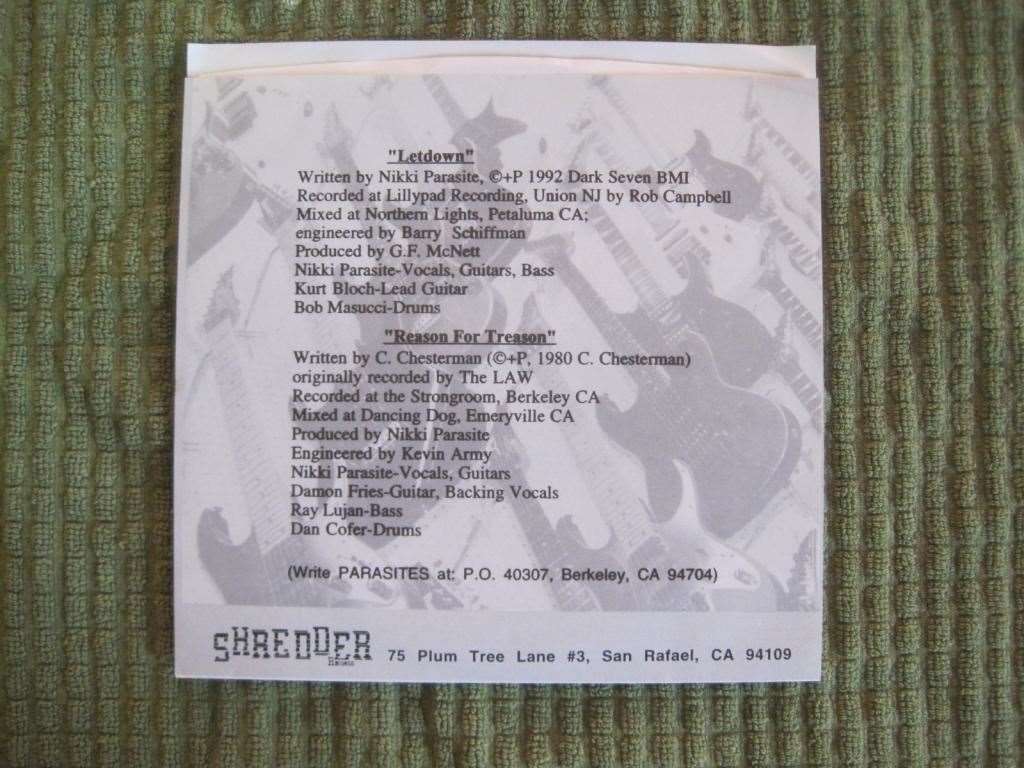 "Letdown"
Written by Nikki Parasite, ©+P 1992 Dark Seven BMI
Recorded at Lillypad Recording, Union NJ by Rob Campbell
Mixed at Northern Lights, Petaluma CA;
engineered by Barry Schiffman
Produced by G.F. McNett
Nikki Parasite-Vocals, Guitars, Bass
Kurt Bloch-Lead Guitar
Bob Masucci-Drums
"Reason For Treason"
Written by C. Chesterman (©+P, 1980 C. Chesterman)
originally recorded by The LAW
Recorded at the Strongroom, Berkeley CA
Mixed at Dancing Dog, Emeryville CA
Produced by Nikki Parasite
Engineered by Kevin Army
Nikki Parasite-Vocals, Guitars
Damon Fries-Guitar, Backing Vocals
Ray Lujan-Bass
Dan Cofer-Drums
(Write PARASITES at: P.O. 40307, Berkeley, CA 94704)
SHREDDER Records 75 Plum Tree Lane #3, San Rafael, CA 94109